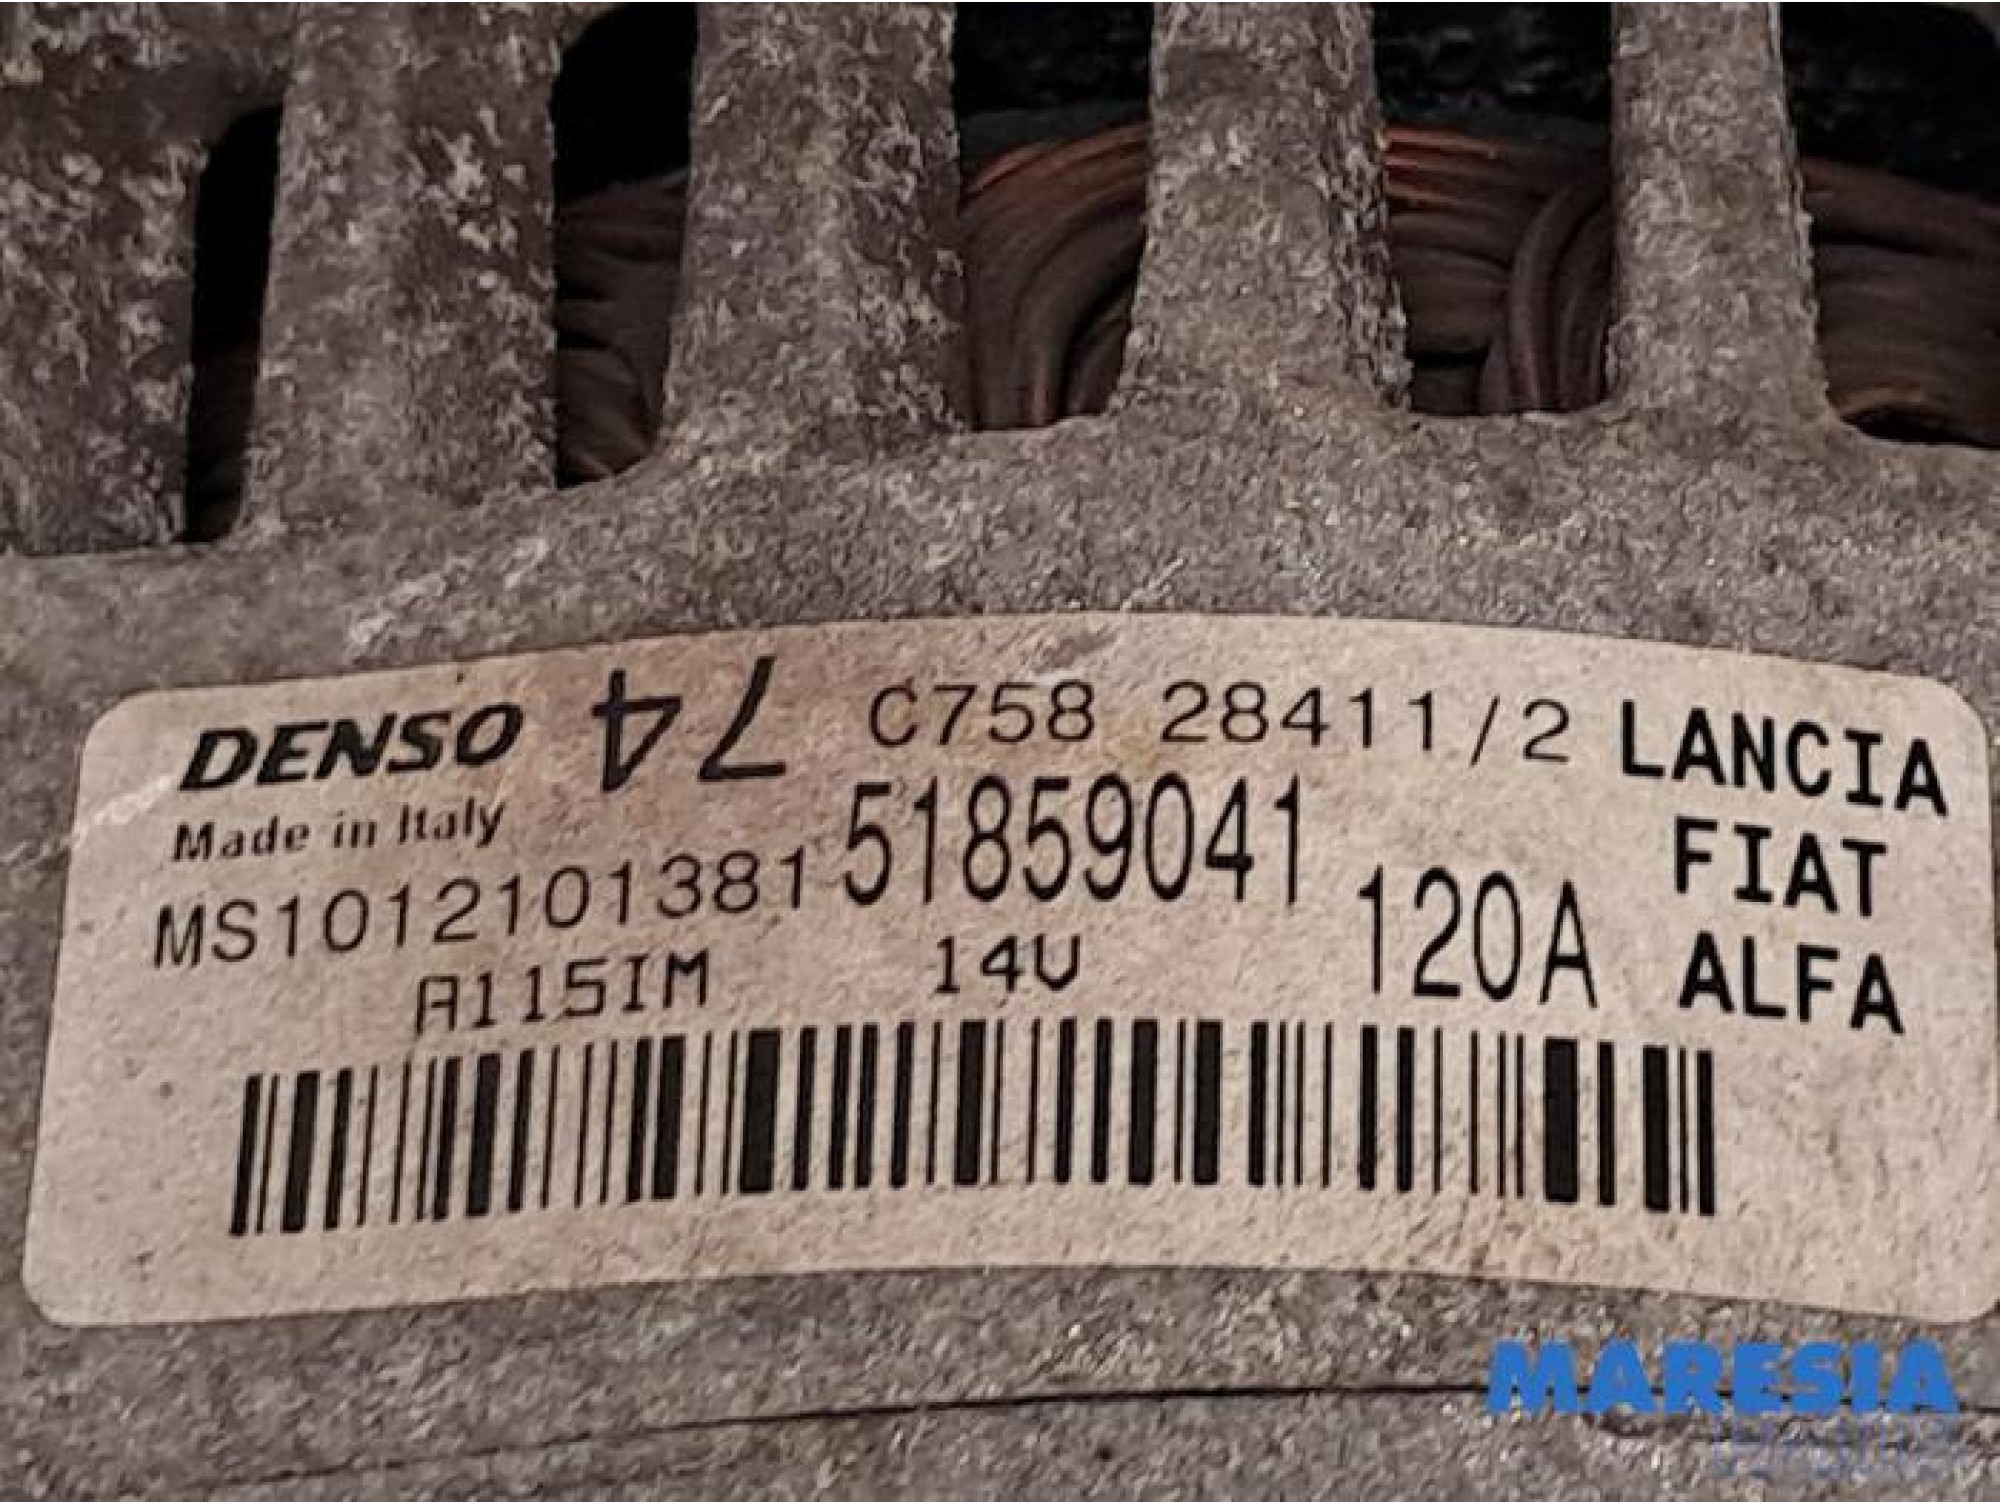 DENSO 74 C758 28411/2 LANCIA
Made in Italy 51859041 FIAT
MS1012101381 120A ALFA
A115IM 14V
MARESIA